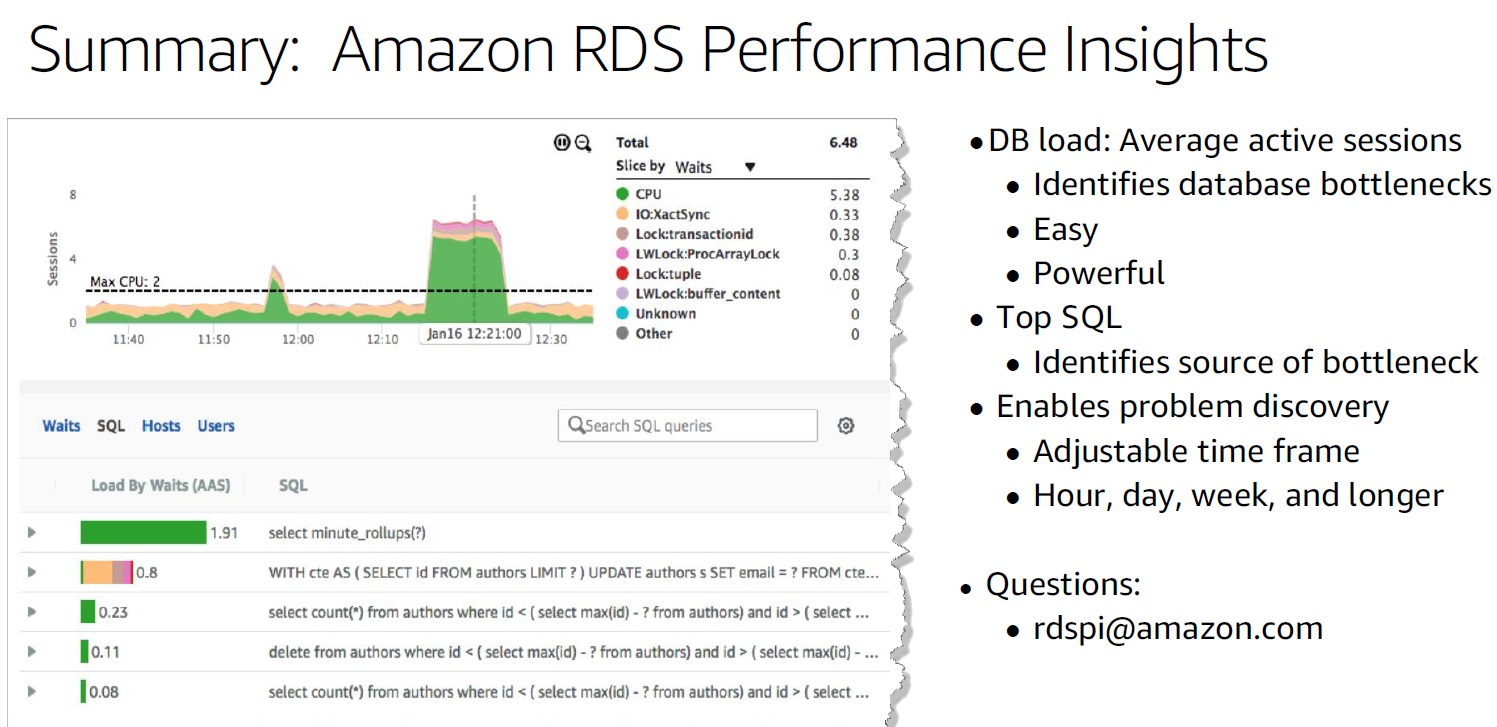 Summary: Amazon RDS Performance Insights
Total 6.48
Slice by Waits
CPU 5.38
IO:XactSync 0.33
Lock:transactionid 0.38
LWLock:ProcArrayLock 0.3
Lock:tuple 0.08
LWLock:buffer_content 0
Unknown 0
Other 0
Sessions
8
4
0
Max CPU: 2
11:40 11:50 12:00 12:10 Jan16 12:21:00 12:30
Waits SQL Hosts Users
Search SQL queries
Load By Waits (AAS) SQL
1.91 select minute_rollups(?)
0.8 WITH cte AS ( SELECT id FROM authors LIMIT ? ) UPDATE authors s SET email = ? FROM cte...
0.23 select count(*) from authors where id < ( select max(id) - ? from authors) and id > ( select ...
0.11 delete from authors where id < ( select max(id) - ? from authors) and id > ( select max(id) - ...
0.08 select count(*) from authors where id < ( select max(id) - ? from authors) and id > ( select ...
•DB load: Average active sessions
• Identifies database bottlenecks
• Easy
• Powerful
• Top SQL
• Identifies source of bottleneck
• Enables problem discovery
• Adjustable time frame
• Hour, day, week, and longer
• Questions:
• rdspi@amazon.com